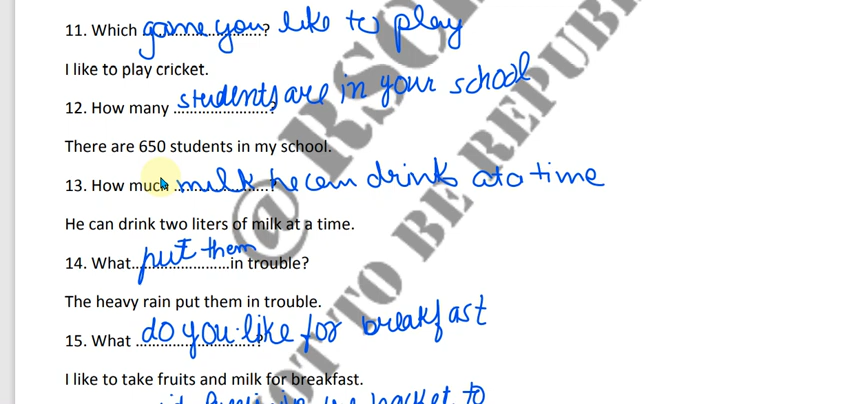 11. Which game you like to play?
I like to play cricket.
12. How many students are in your school?
There are 650 students in my school.
13. How much milk he can drinks at a time?
He can drink two liters of milk at a time.
14. What put them in trouble?
The heavy rain put them in trouble.
15. What do you like for breakfast?
I like to take fruits and milk for breakfast.